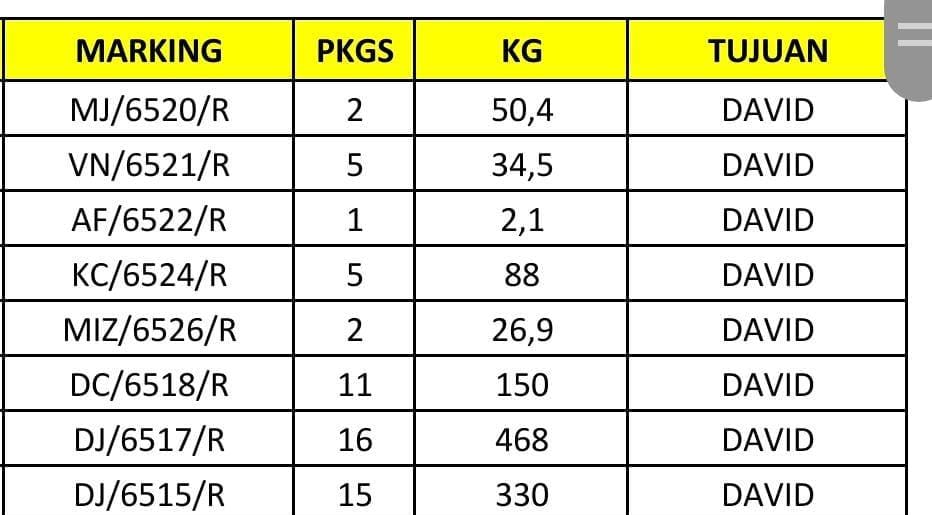 MARKING PKGS KG TUJUAN
MJ/6520/R 2 50,4 DAVID
VN/6521/R 5 34,5 DAVID
AF/6522/R 1 2,1 DAVID
KC/6524/R 5 88 DAVID
MIZ/6526/R 2 26,9 DAVID
DC/6518/R 11 150 DAVID
DJ/6517/R 16 468 DAVID
DJ/6515/R 15 330 DAVID